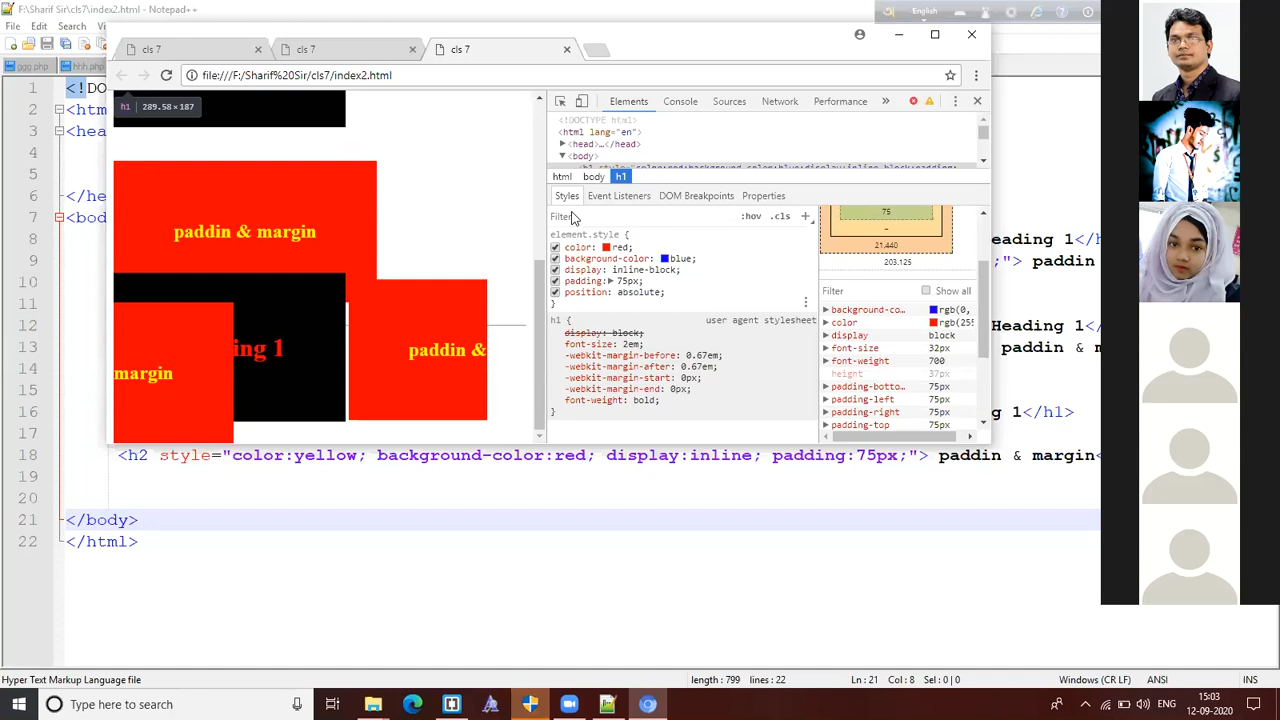 F:\Sharif Sir\cls7\index2.html - Notepad++
File Edit Search
English
cls 7
cls 7
cls 7
file:///F:/Sharif%20Sir/cls7/index2.html
ggg.php
h1 289.58×187
paddin & margin
ing 1
paddin &
margin
Elements Console Sources Network Performance »
<!DOCTYPE html>
<html lang="en">
<head>…</head>
<body>
html body h1
Styles Event Listeners DOM Breakpoints Properties
Filter :hov .cls +
element.style {
color: red;
background-color: blue;
display: inline-block;
padding: 75px;
position: absolute;
}
h1 { user agent stylesheet
display: block;
font-size: 2em;
-webkit-margin-before: 0.67em;
-webkit-margin-after: 0.67em;
-webkit-margin-start: 0px;
-webkit-margin-end: 0px;
font-weight: bold;
}
75
–
21.440
203.125
Filter Show all
background-co… rgb(0,
color rgb(255
display block
font-size 32px
font-weight 700
height 37px
padding-botto… 75px
padding-left 75px
padding-right 75px
padding-top 75px
1 <!DO
2 <htm
3 <hea
4
5
6 </he
7 <bod
8 eading 1</h
9 ;"> paddin
10
11
12 Heading 1</
13 paddin & m
14
15
16 g 1</h1>
17
18 <h2 style="color:yellow; background-color:red; display:inline; padding:75px;"> paddin & margin<
19
20
21 </body>
22 </html>
Hyper Text Markup Language file length : 799 lines : 22 Ln : 21 Col : 8 Sel : 0 | 0 Windows (CR LF) ANSI INS
Type here to search
ENG
15:03
12-09-2020